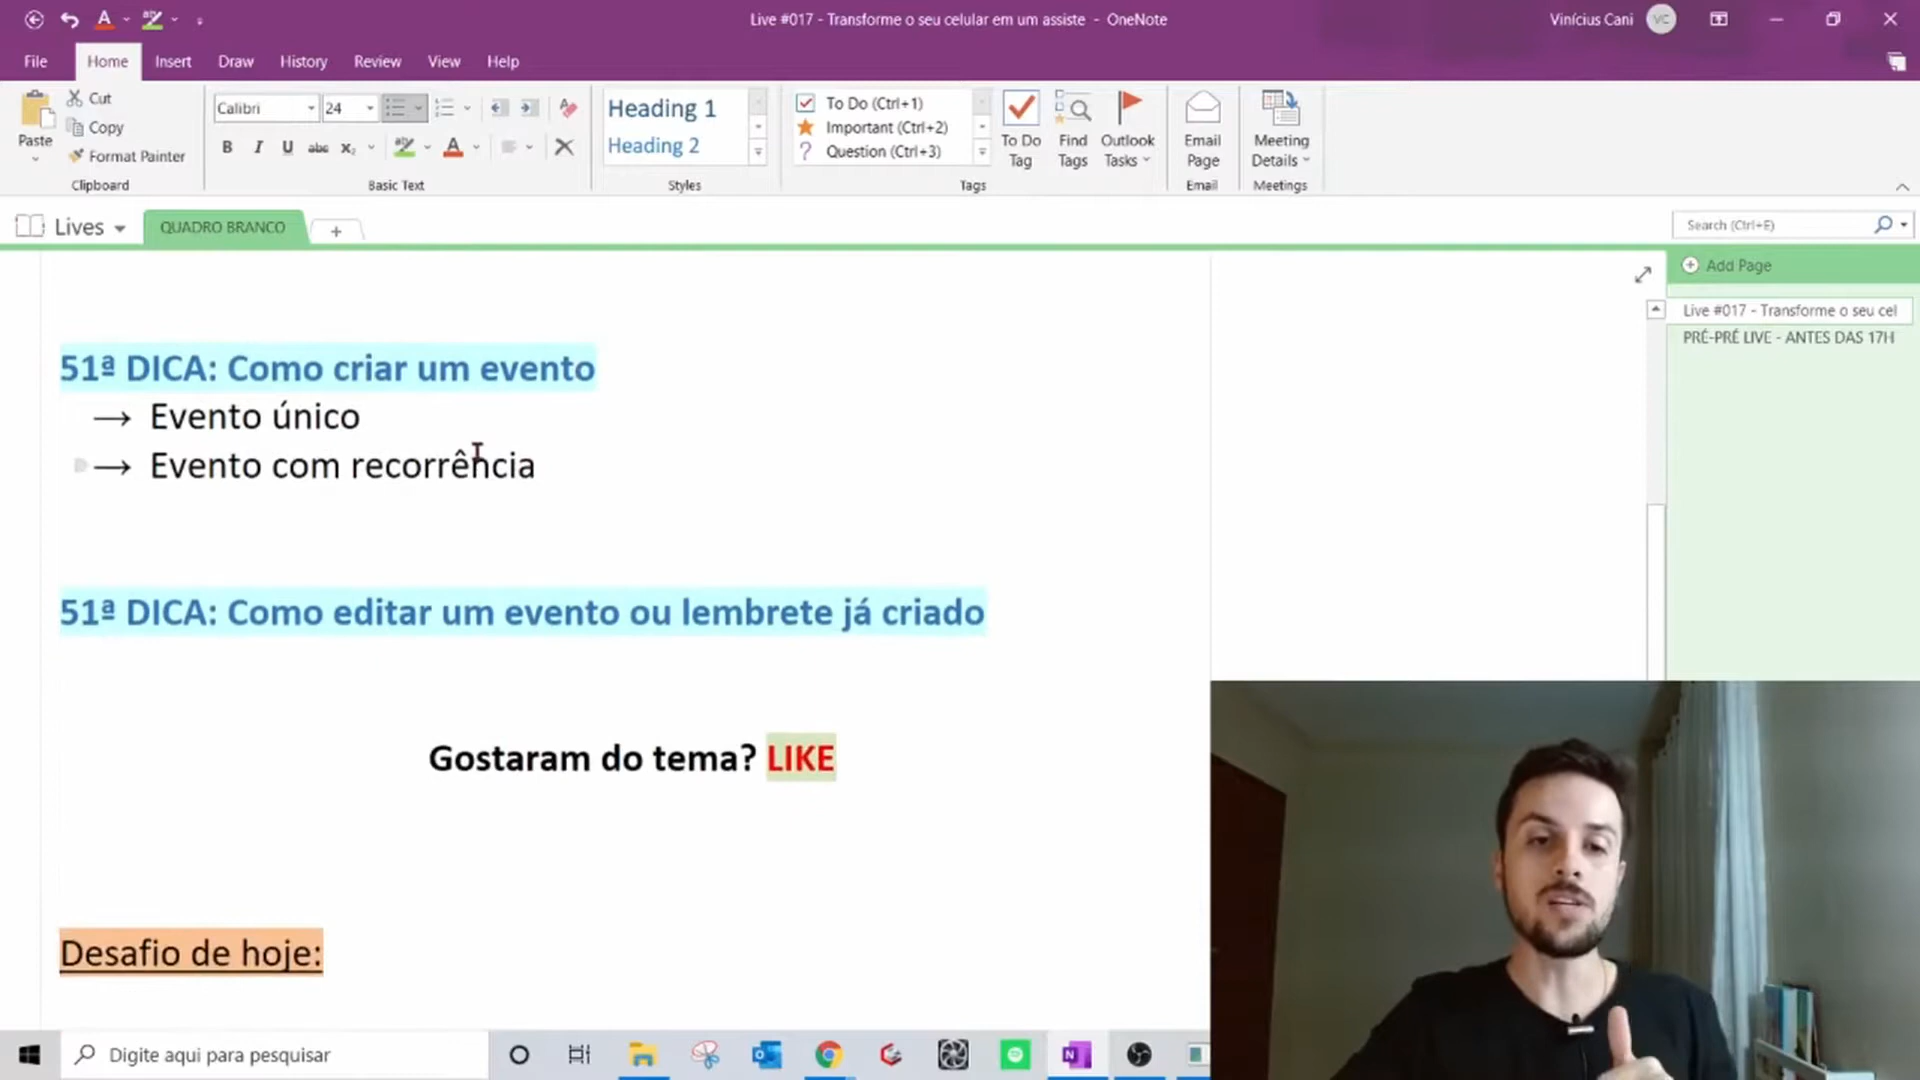 Live #017 - Transforme o seu celular em um assiste - OneNote
Vinícius Cani
VC
File Home Insert Draw History Review View Help
Paste
Cut
Copy
Format Painter
Clipboard
Calibri 24
B I U abc x₂ A
Basic Text
Heading 1
Heading 2
Styles
To Do (Ctrl+1)
Important (Ctrl+2)
Question (Ctrl+3)
To Do Tag
Find Tags
Outlook Tasks
Tags
Email Page
Email
Meeting Details
Meetings
Lives
QUADRO BRANCO
+
Search (Ctrl+E)
Add Page
Live #017 - Transforme o seu cel
PRÉ-PRÉ LIVE - ANTES DAS 17H
51ª DICA: Como criar um evento
→ Evento único
→ Evento com recorrência
51ª DICA: Como editar um evento ou lembrete já criado
Gostaram do tema? LIKE
Desafio de hoje:
Digite aqui para pesquisar